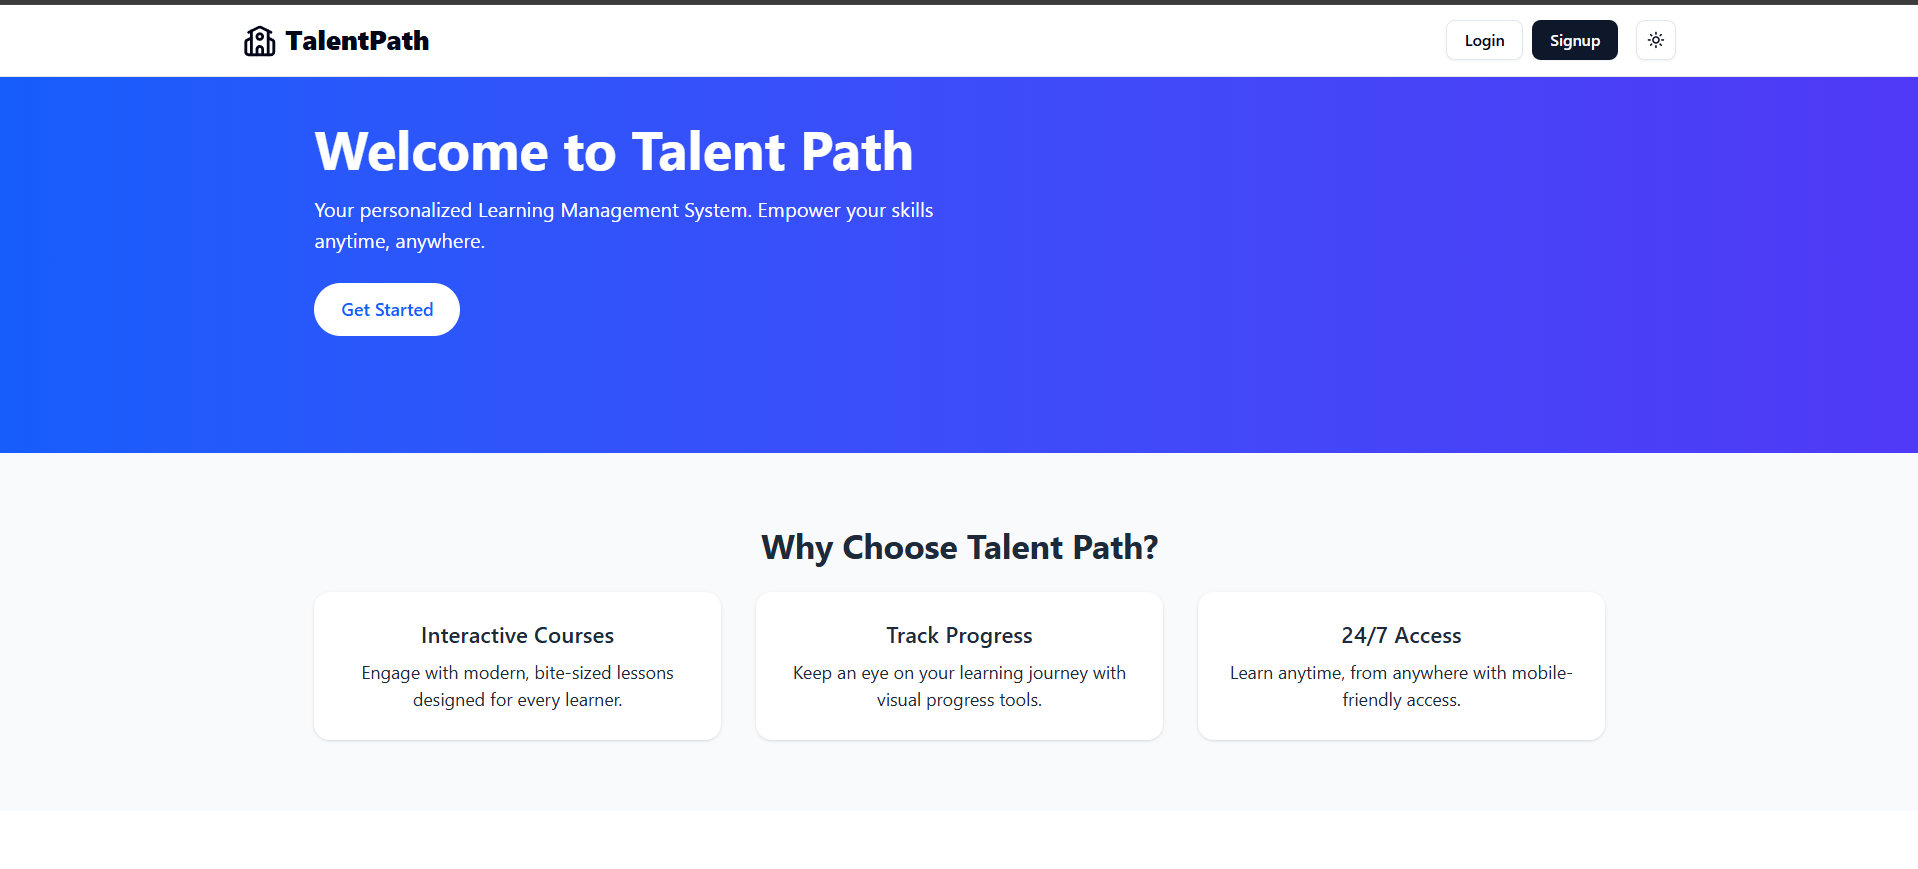 TalentPath
Login
Signup
Welcome to Talent Path
Your personalized Learning Management System. Empower your skills
anytime, anywhere.
Get Started
Why Choose Talent Path?
Interactive Courses
Engage with modern, bite-sized lessons
designed for every learner.
Track Progress
Keep an eye on your learning journey with
visual progress tools.
24/7 Access
Learn anytime, from anywhere with mobile-
friendly access.